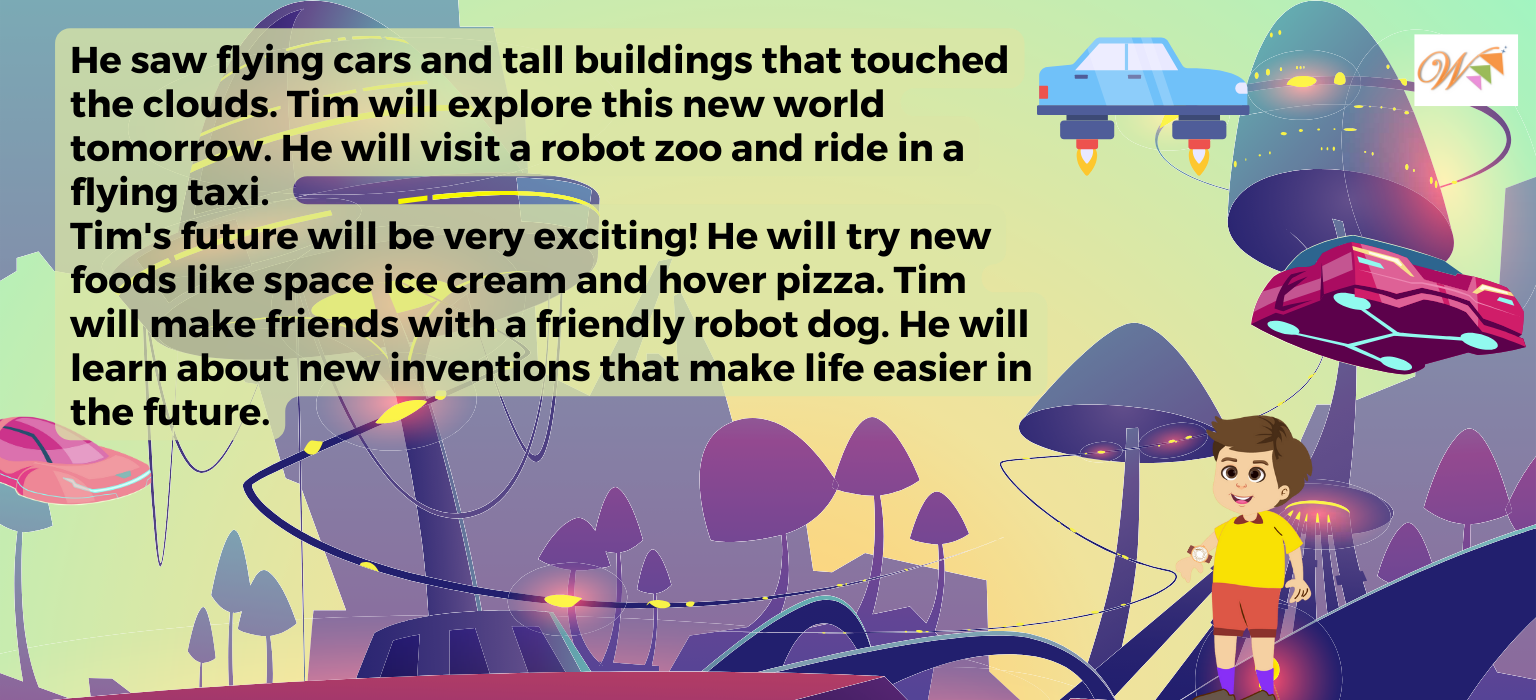 He saw flying cars and tall buildings that touched
the clouds. Tim will explore this new world
tomorrow. He will visit a robot zoo and ride in a
flying taxi.
Tim's future will be very exciting! He will try new
foods like space ice cream and hover pizza. Tim
will make friends with a friendly robot dog. He will
learn about new inventions that make life easier in
the future.
W